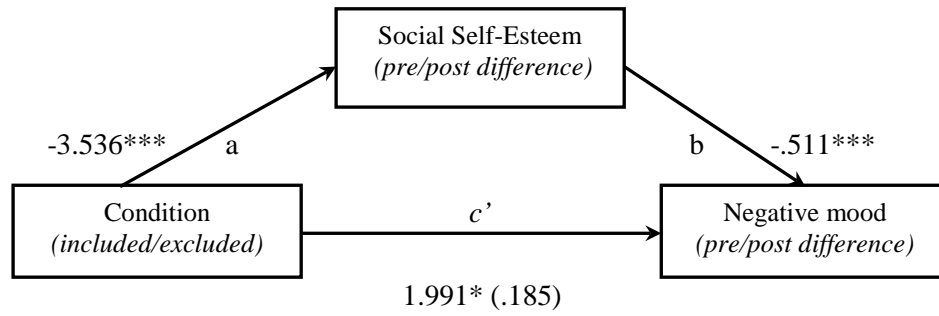 Social Self-Esteem
(pre/post difference)
-3.536***
a
b
-.511***
Condition
(included/excluded)
c’
Negative mood
(pre/post difference)
1.991* (.185)